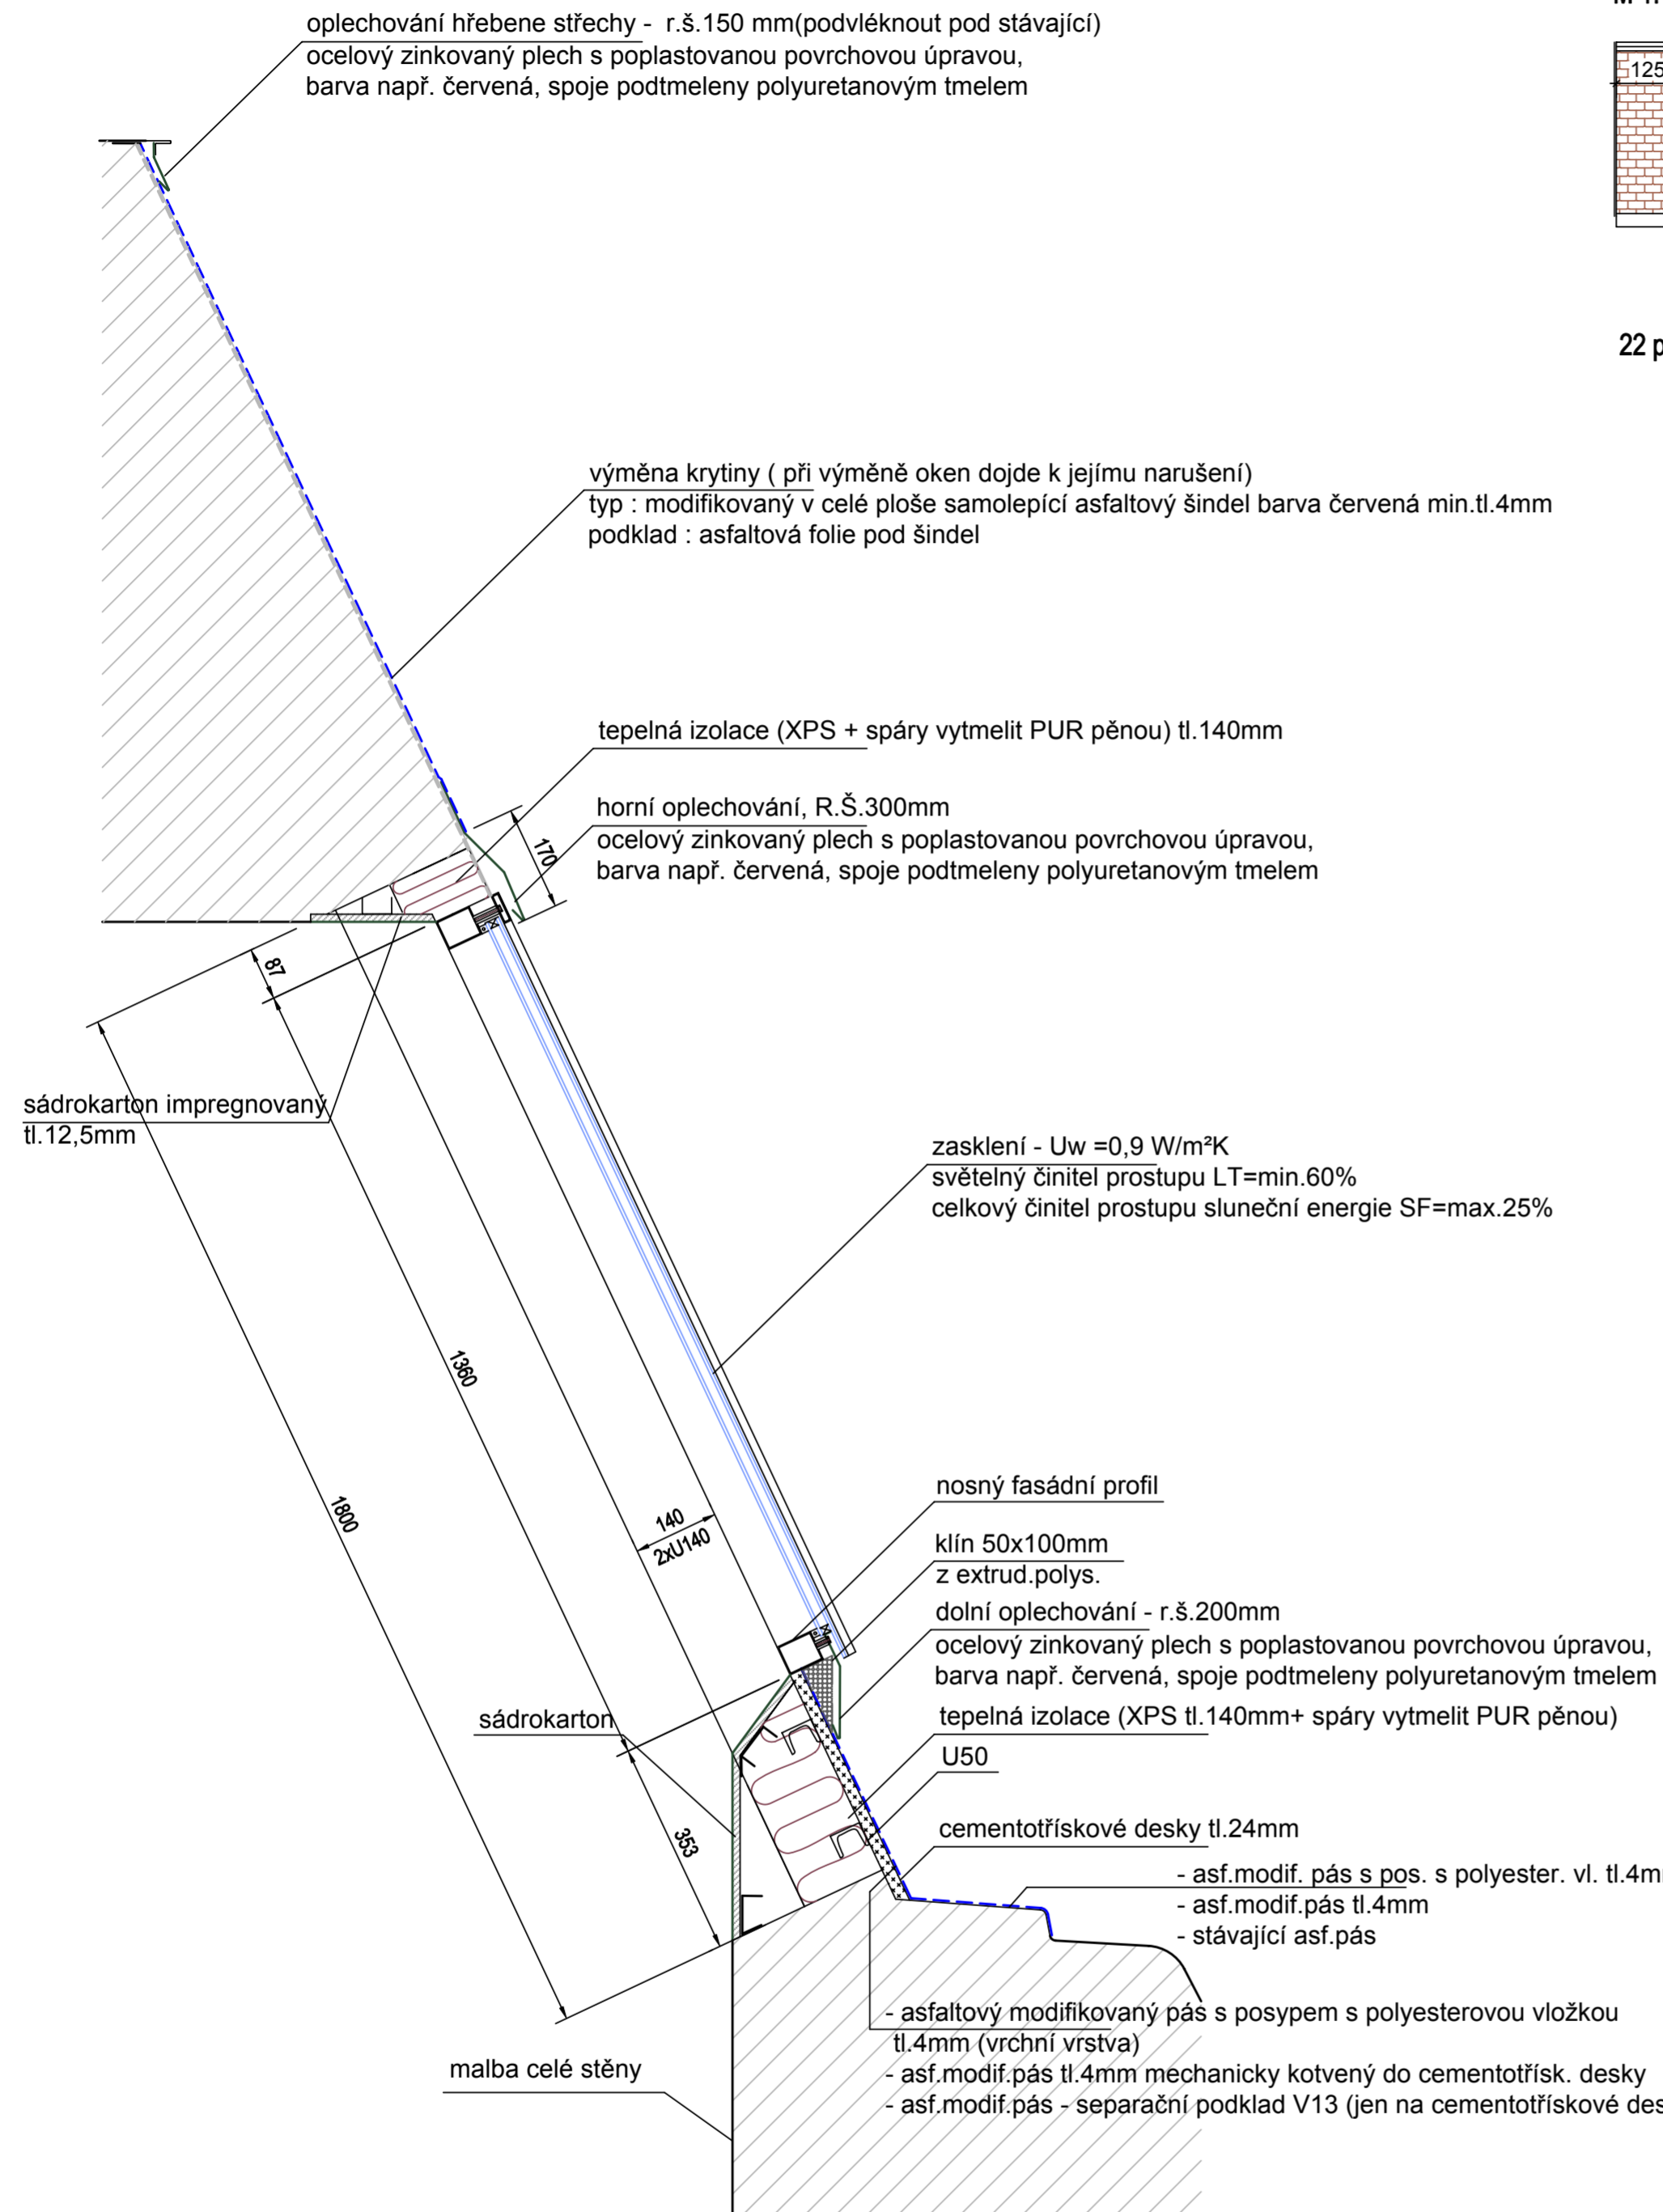 oplechování hřebene střechy - r.š.150 mm(podvléknout pod stávající)
ocelový zinkovaný plech s poplastovanou povrchovou úpravou,
barva např. červená, spoje podtmeleny polyuretanovým tmelem
125
22
výměna krytiny ( při výměně oken dojde k jejímu narušení)
typ : modifikovaný v celé ploše samolepící asfaltový šindel barva červená min.tl.4mm
podklad : asfaltová folie pod šindel
tepelná izolace (XPS + spáry vytmelit PUR pěnou) tl.140mm
horní oplechování, R.Š.300mm
ocelový zinkovaný plech s poplastovanou povrchovou úpravou,
barva např. červená, spoje podtmeleny polyuretanovým tmelem
170
87
sádrokarton impregnovaný
tl.12,5mm
zasklení - Uw =0,9 W/m²K
světelný činitel prostupu LT=min.60%
celkový činitel prostupu sluneční energie SF=max.25%
1360
1800
140
2xU140
nosný fasádní profil
klín 50x100mm
z extrud.polys.
dolní oplechování - r.š.200mm
ocelový zinkovaný plech s poplastovanou povrchovou úpravou,
barva např. červená, spoje podtmeleny polyuretanovým tmelem
sádrokarton
tepelná izolace (XPS tl.140mm+ spáry vytmelit PUR pěnou)
U50
353
cementotřískové desky tl.24mm
- asf.modif. pás s pos. s polyester. vl. tl.4m
- asf.modif.pás tl.4mm
- stávající asf.pás
- asfaltový modifikovaný pás s posypem s polyesterovou vložkou
tl.4mm (vrchní vrstva)
- asf.modif.pás tl.4mm mechanicky kotvený do cementotřísk. desky
- asf.modif.pás - separační podklad V13 (jen na cementotřískové des
malba celé stěny